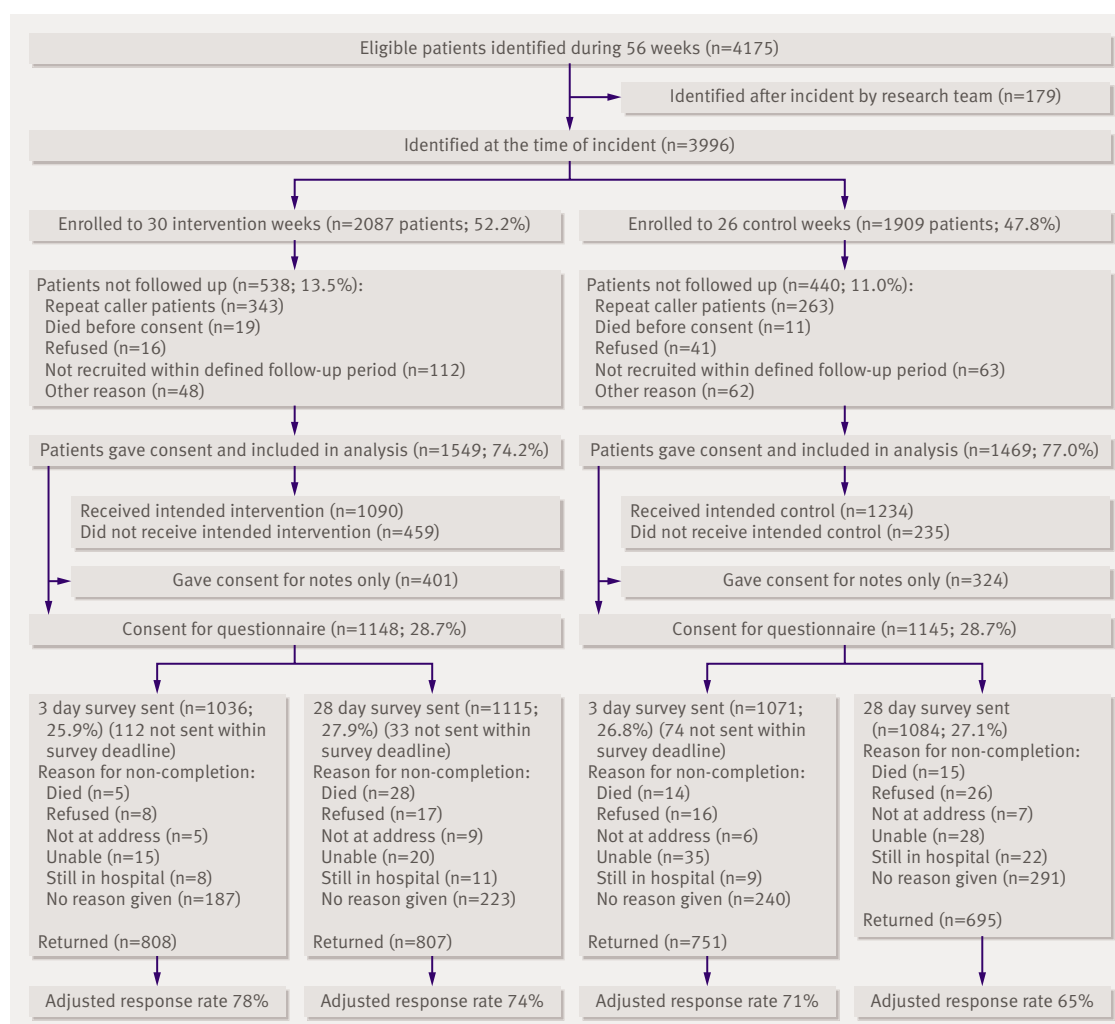 Eligible patients identified during 56 weeks (n=4175)
Identified after incident by research team (n=179)
Identified at the time of incident (n=3996)
Enrolled to 30 intervention weeks (n=2087 patients; 52.2%)
Patients not followed up (n=538; 13.5%):
Repeat caller patients (n=343)
Died before consent (n=19)
Refused (n=16)
Not recruited within defined follow-up period (n=112)
Other reason (n=48)
Patients gave consent and included in analysis (n=1549; 74.2%)
Received intended intervention (n=1090)
Did not receive intended intervention (n=459)
Gave consent for notes only (n=401)
Consent for questionnaire (n=1148; 28.7%)
3 day survey sent (n=1036;
25.9%) (112 not sent within
survey deadline)
Reason for non-completion:
Died (n=5)
Refused (n=8)
Not at address (n=5)
Unable (n=15)
Still in hospital (n=8)
No reason given (n=187)
Returned (n=808)
Adjusted response rate 78%
28 day survey sent (n=1115;
27.9%) (33 not sent within
survey deadline)
Reason for non-completion:
Died (n=28)
Refused (n=17)
Not at address (n=9)
Unable (n=20)
Still in hospital (n=11)
No reason given (n=223)
Returned (n=807)
Adjusted response rate 74%
Enrolled to 26 control weeks (n=1909 patients; 47.8%)
Patients not followed up (n=440; 11.0%):
Repeat caller patients (n=263)
Died before consent (n=11)
Refused (n=41)
Not recruited within defined follow-up period (n=63)
Other reason (n=62)
Patients gave consent and included in analysis (n=1469; 77.0%)
Received intended control (n=1234)
Did not receive intended control (n=235)
Gave consent for notes only (n=324)
Consent for questionnaire (n=1145; 28.7%)
3 day survey sent (n=1071;
26.8%) (74 not sent within
survey deadline)
Reason for non-completion:
Died (n=14)
Refused (n=16)
Not at address (n=6)
Unable (n=35)
Still in hospital (n=9)
No reason given (n=240)
Returned (n=751)
Adjusted response rate 71%
28 day survey sent
(n=1084; 27.1%)
Reason for non-completion:
Died (n=15)
Refused (n=26)
Not at address (n=7)
Unable (n=28)
Still in hospital (n=22)
No reason given (n=291)
Returned (n=695)
Adjusted response rate 65%